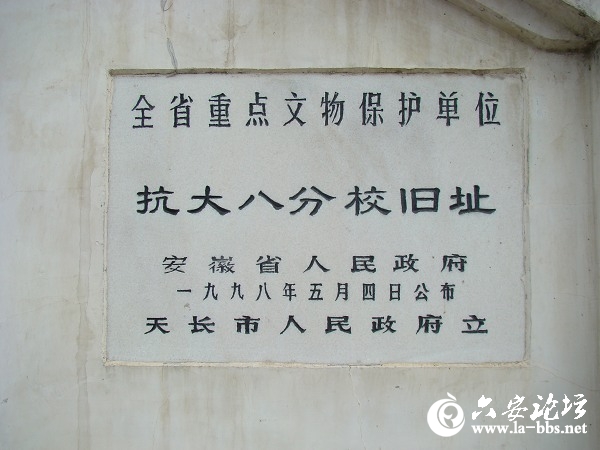 全省重点文物保护单位
抗大八分校旧址
安徽省人民政府
一九九八年五月四日公布
天长市人民政府立
六安论坛
www.la-bbs.net